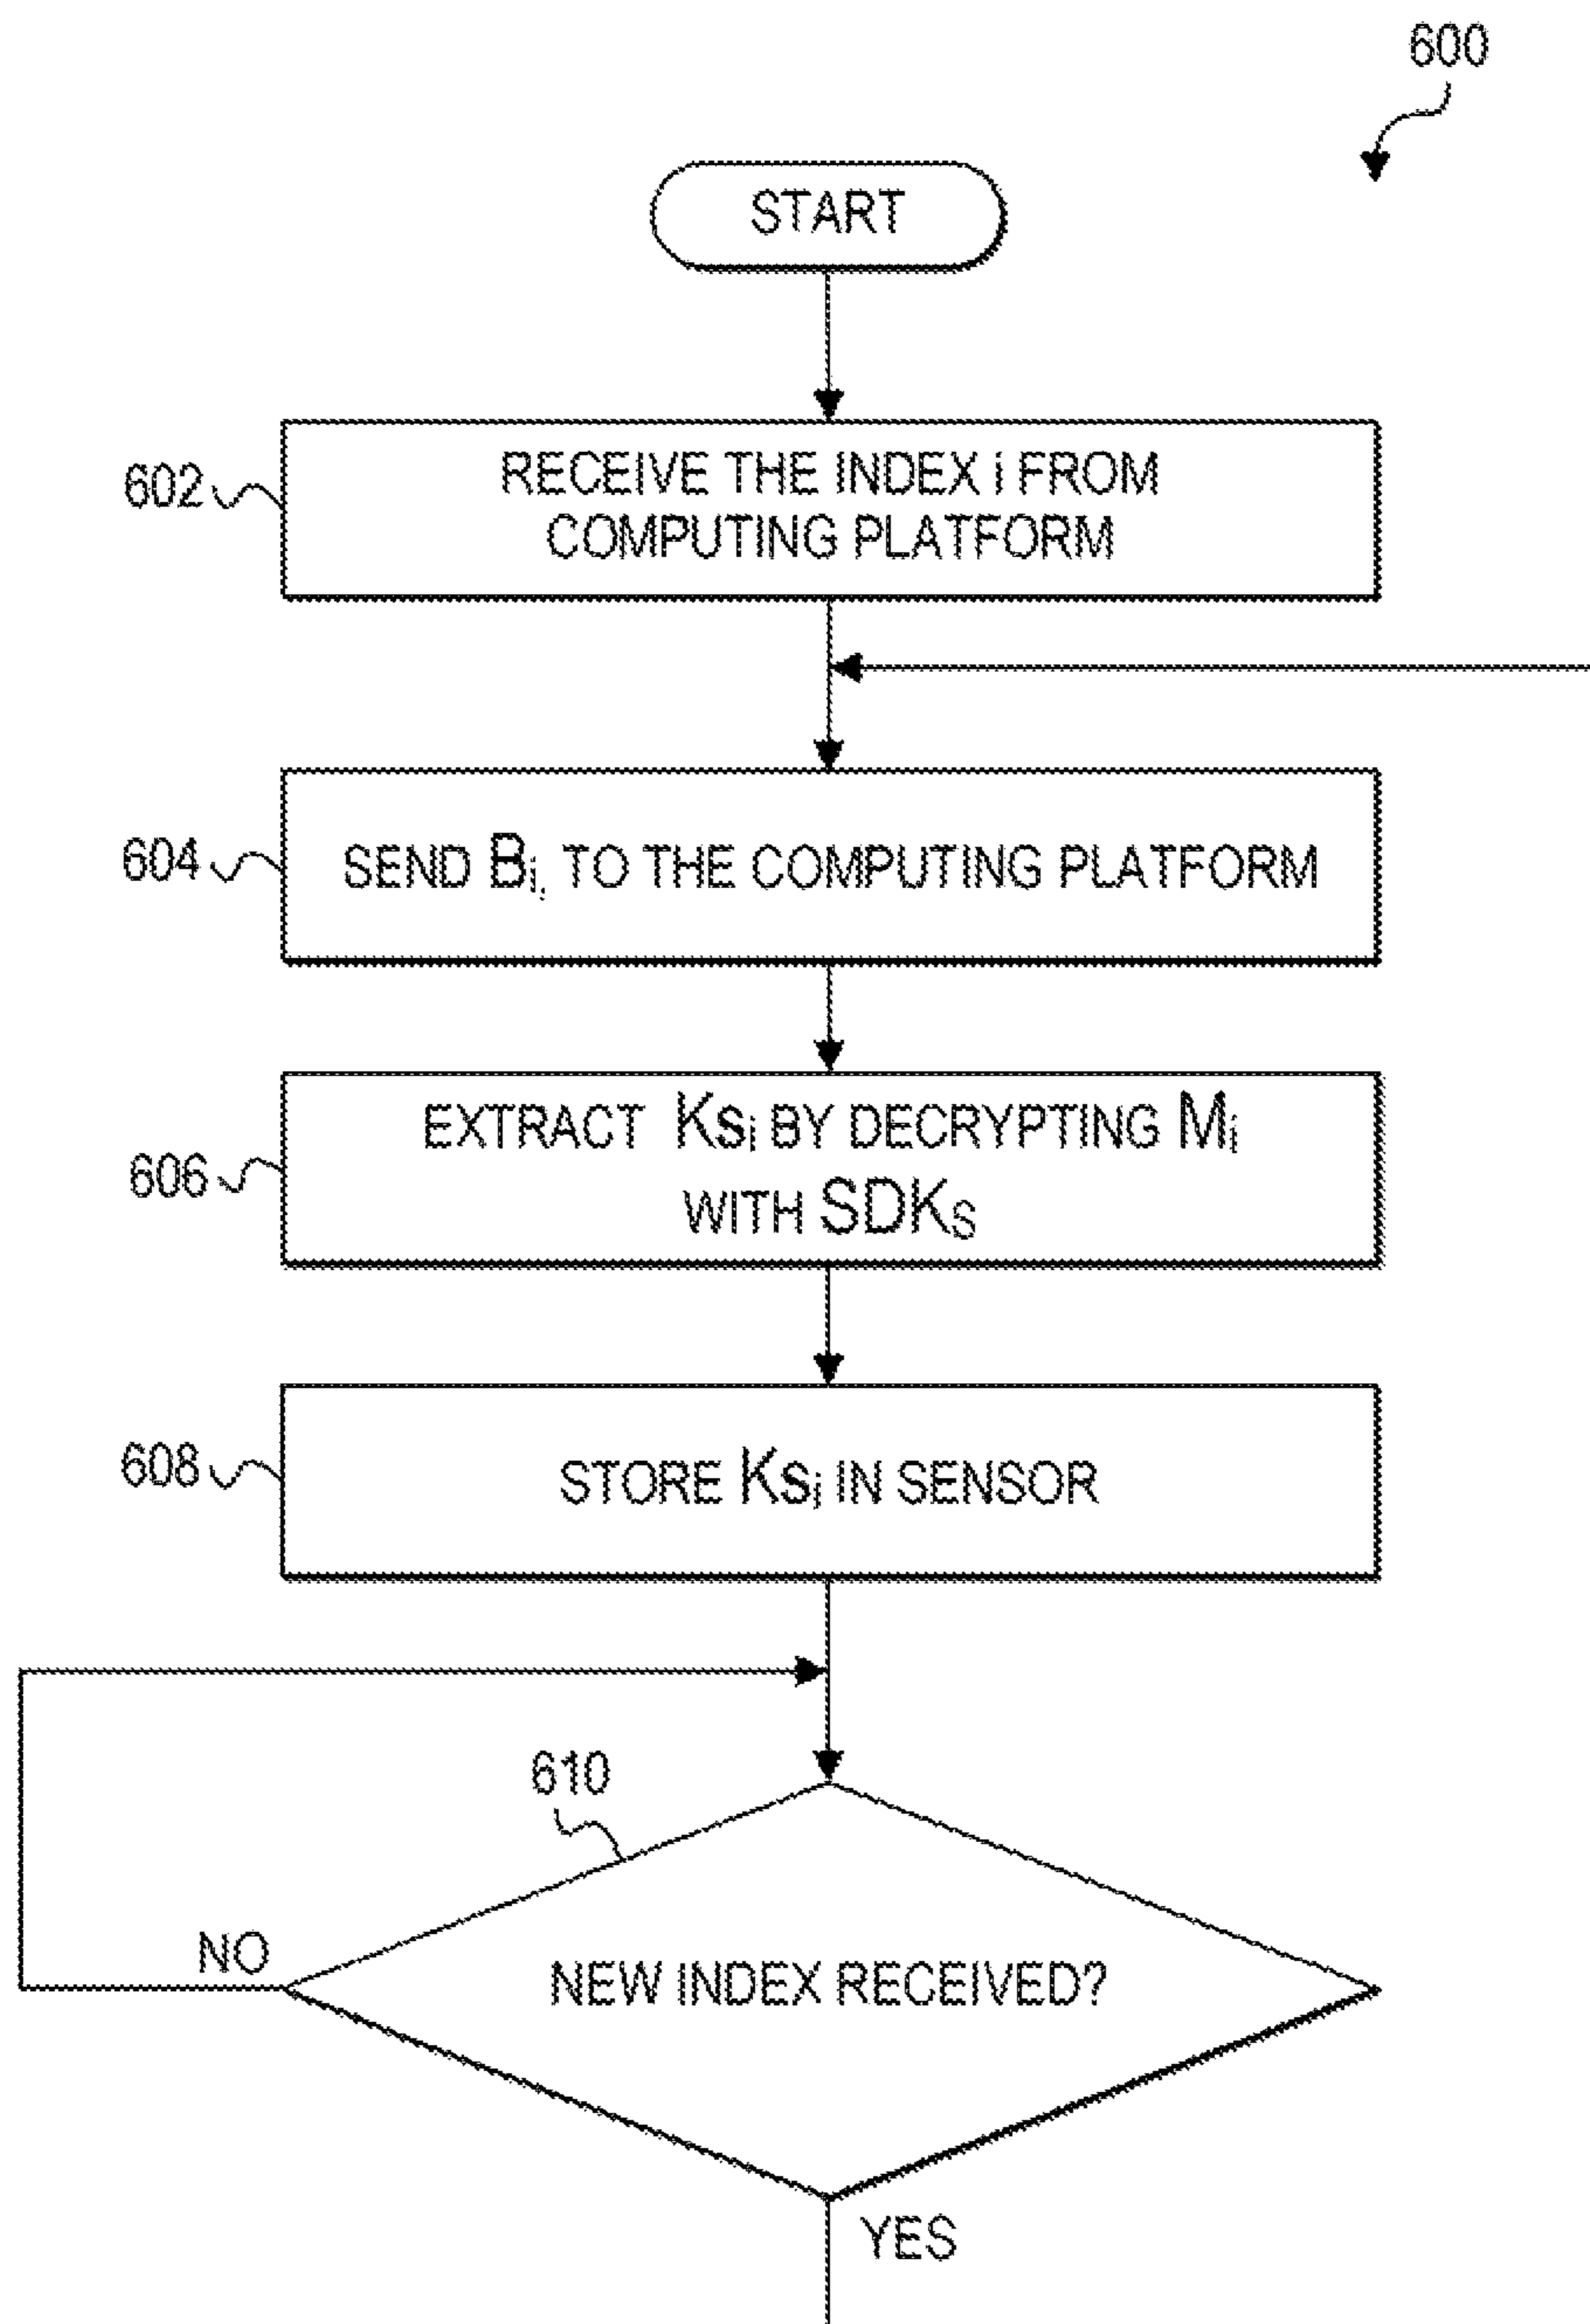 600
START
602
RECEIVE THE INDEX i FROM
COMPUTING PLATFORM
604
SEND Bi, TO THE COMPUTING PLATFORM
606
EXTRACT Ksi BY DECRYPTING Mi
WITH SDKS
608
STORE Ksi IN SENSOR
610
NO
NEW INDEX RECEIVED?
YES